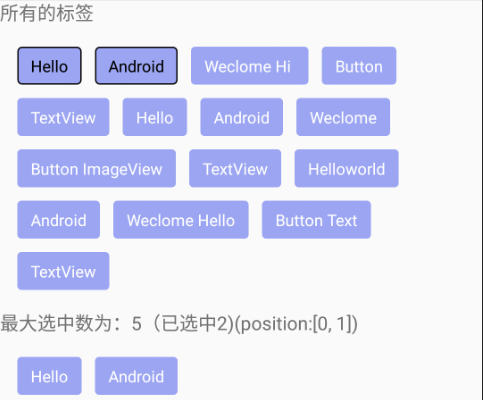 所有的标签
Hello Android Weclome Hi Button
TextView Hello Android Weclome
Button ImageView TextView Helloworld
Android Weclome Hello Button Text
TextView
最大选中数为：5（已选中2)(position:[0, 1])
Hello Android